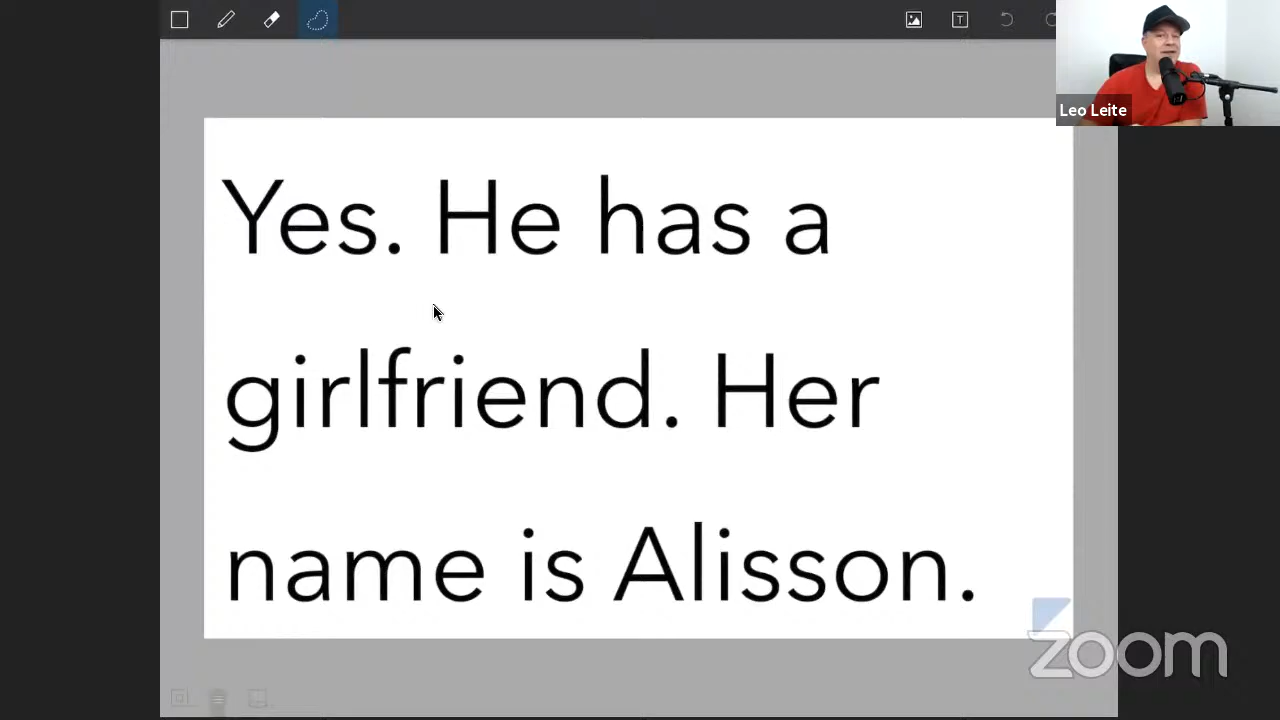 Leo Leite
Yes. He has a
girlfriend. Her
name is Alisson.
zoom